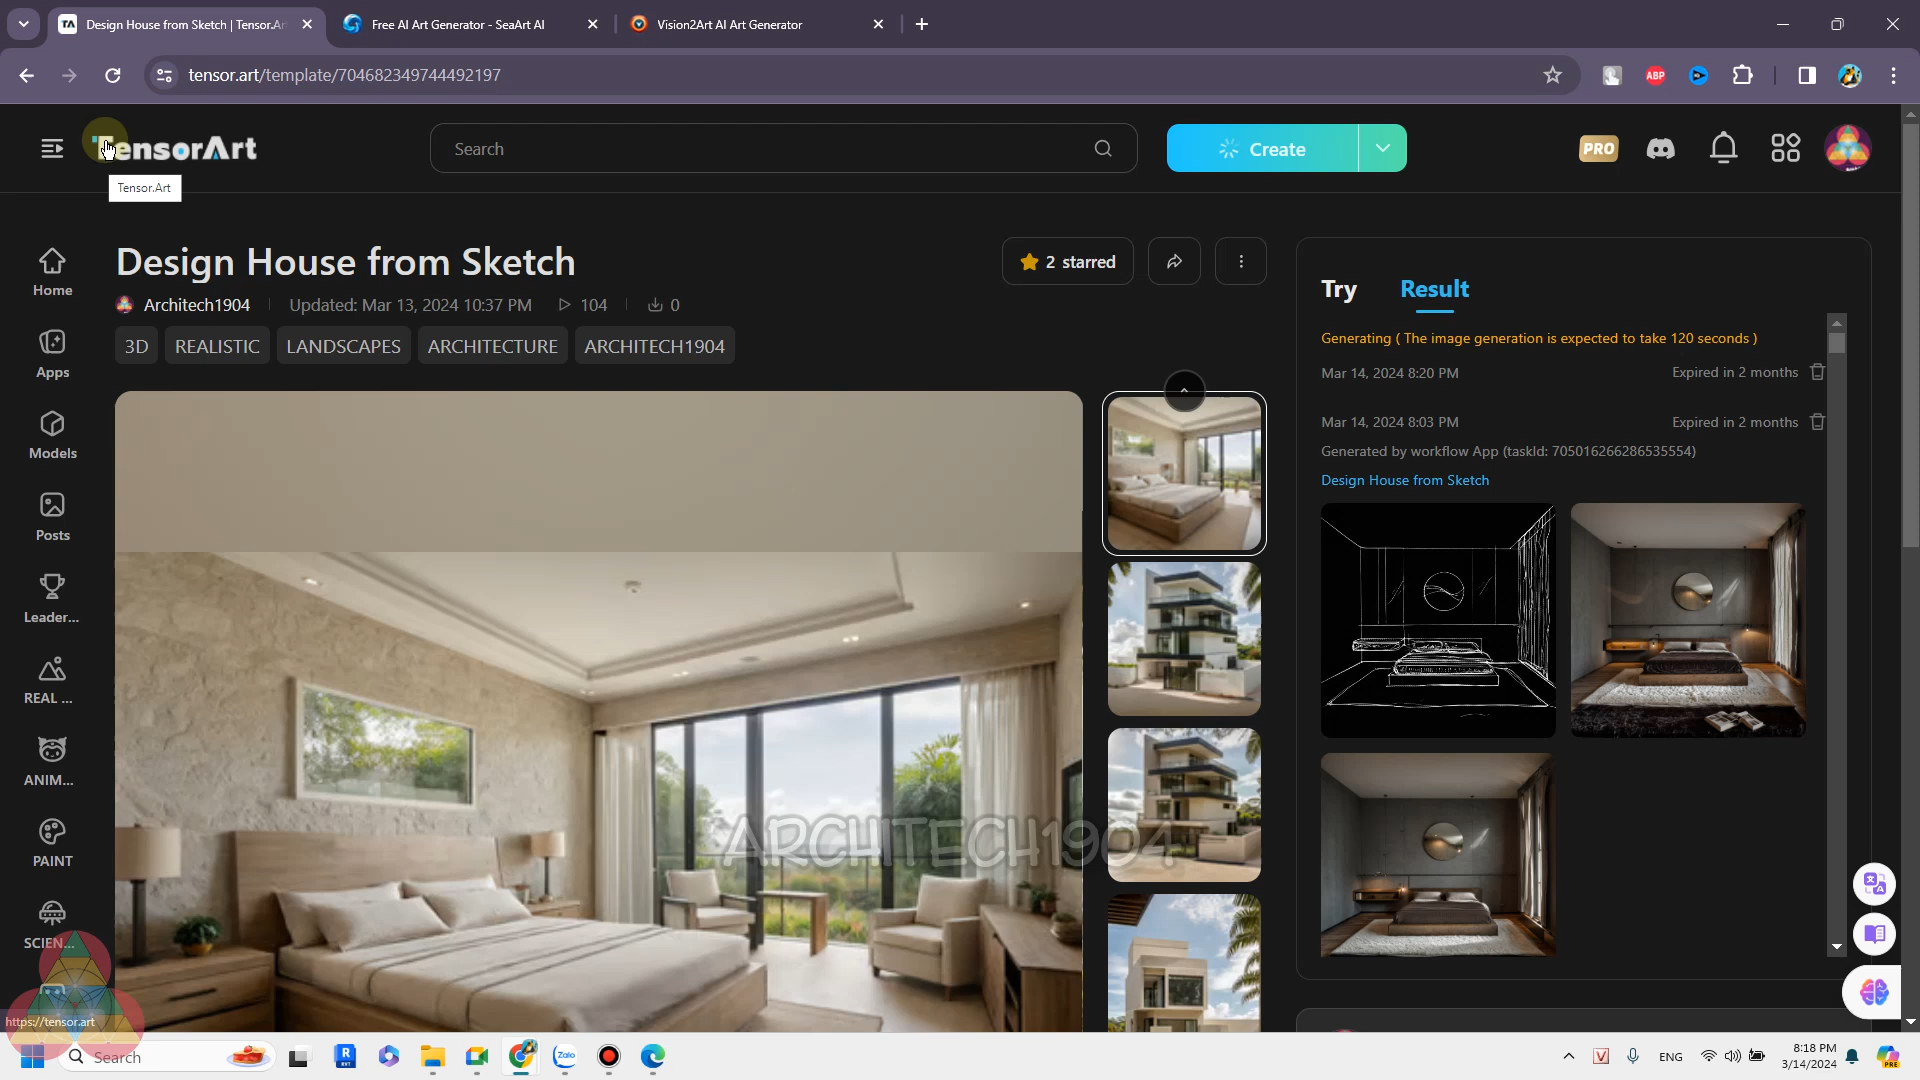 Design House from Sketch | Tensor.Ar
Free AI Art Generator - SeaArt AI
Vision2Art AI Art Generator
tensor.art/template/704682349744492197
ABP
TensorArt
Search
Create
PRO
Tensor.Art
Design House from Sketch
2 starred
Architech1904
Updated: Mar 13, 2024 10:37 PM
104
0
3D
REALISTIC
LANDSCAPES
ARCHITECTURE
ARCHITECH1904
Home
Apps
Models
Posts
Leader...
REAL ...
ANIM...
PAINT
SCIEN...
Try
Result
Generating ( The image generation is expected to take 120 seconds )
Mar 14, 2024 8:20 PM
Expired in 2 months
Mar 14, 2024 8:03 PM
Expired in 2 months
Generated by workflow App (taskId: 705016266286535554)
Design House from Sketch
ARCHITECH1904
https://tensor.art
Search
Zalo
ENG
8:18 PM
3/14/2024
PRE